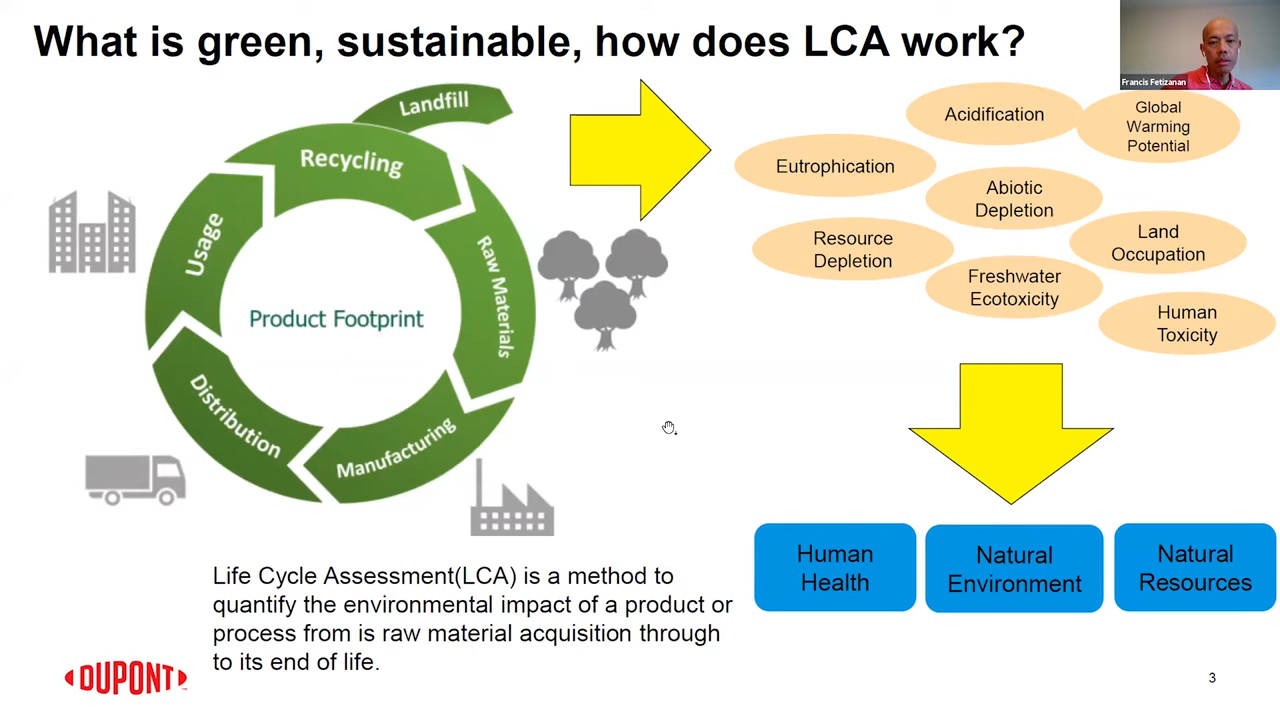 What is green, sustainable, how does LCA work?
Francis Fetizanan
Landfill
Recycling
Usage
Raw Materials
Product Footprint
Distribution
Manufacturing
Acidification
Global
Warming
Potential
Eutrophication
Abiotic
Depletion
Resource
Depletion
Land
Occupation
Freshwater
Ecotoxicity
Human
Toxicity
Human
Health
Natural
Environment
Natural
Resources
Life Cycle Assessment(LCA) is a method to
quantify the environmental impact of a product or
process from is raw material acquisition through
to its end of life.
DUPONT
3